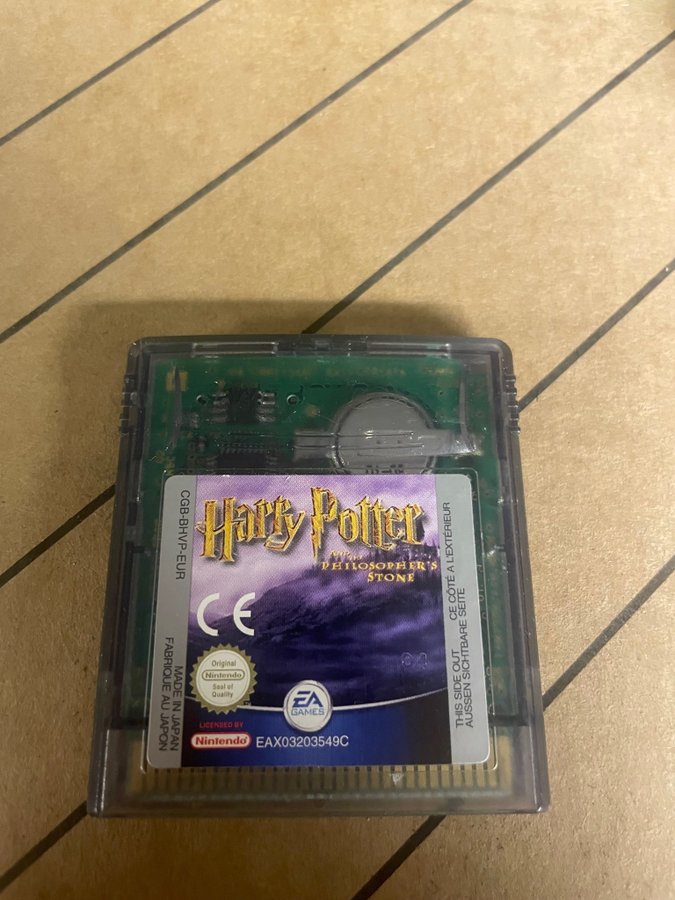 Harry Potter
AND THE
PHILOSOPHER'S
STONE
CGB-BHVP-EUR
CE
Original
Nintendo
Seal of
Quality
LICENSED BY
Nintendo
EA
GAMES
EAX03203549C
MADE IN JAPAN
FABRIQUÉ AU JAPON
THIS SIDE OUT
CE CÔTÉ A L'EXTÉRIEUR
AUSSEN SICHTBARE SEITE